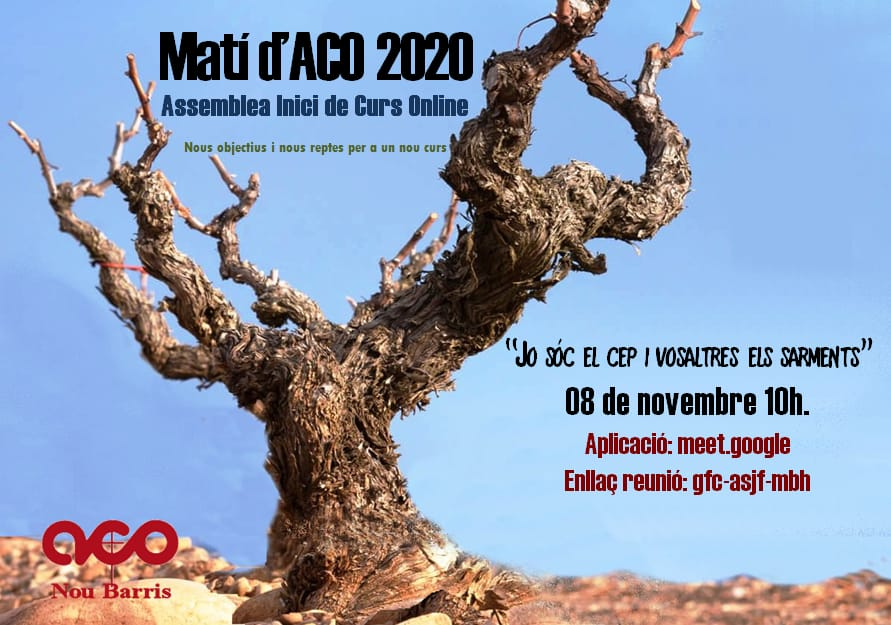 Matí d'ACO 2020
Assemblea Inici de Curs Online
Nous objectius i nous reptes per a un nou curs
“Jo sóc el cep i vosaltres els sarments”
08 de novembre 10h.
Aplicació: meet.google
Enllaç reunió: gfc-asjf-mbh
aco
Nou Barris